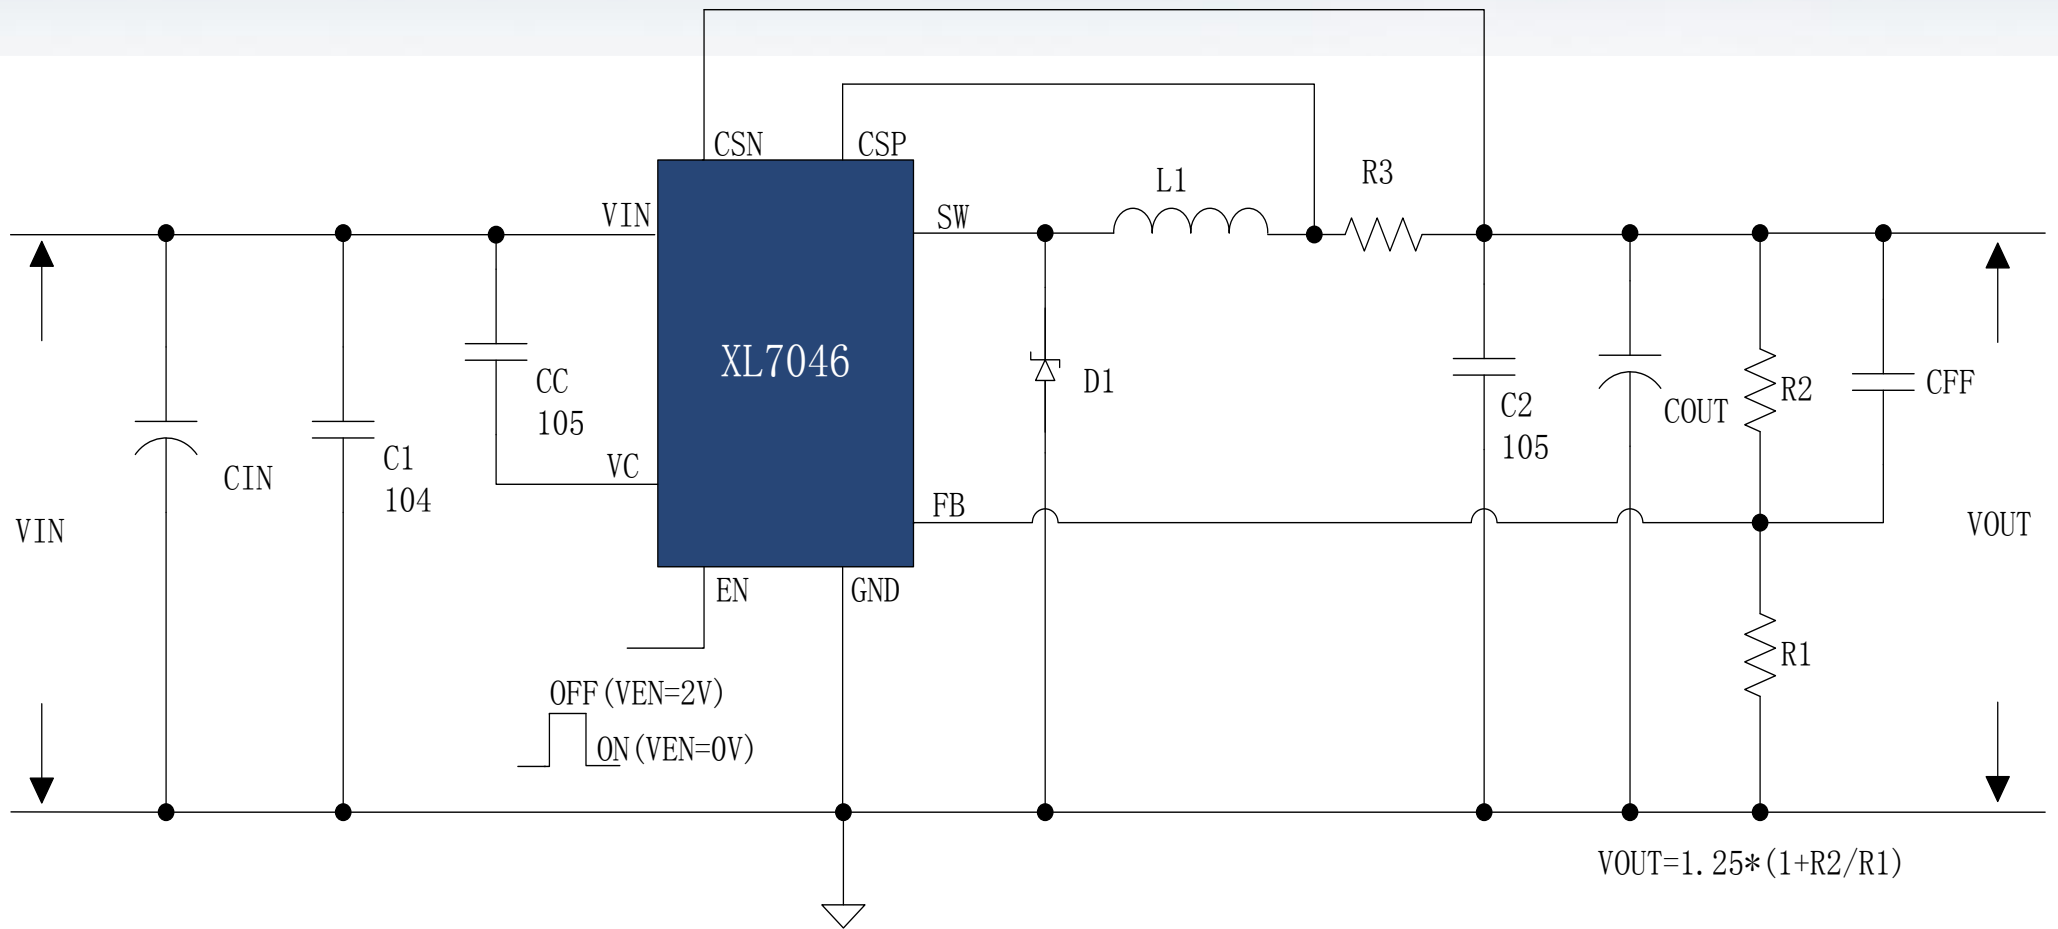 CSN
CSP
R3
L1
VIN
SW
XL7046
CC
105
D1
R2
CFF
C2
105
COUT
C1
104
CIN
VC
FB
VIN
VOUT
EN
GND
R1
OFF(VEN=2V)
ON(VEN=0V)
VOUT=1.25*(1+R2/R1)